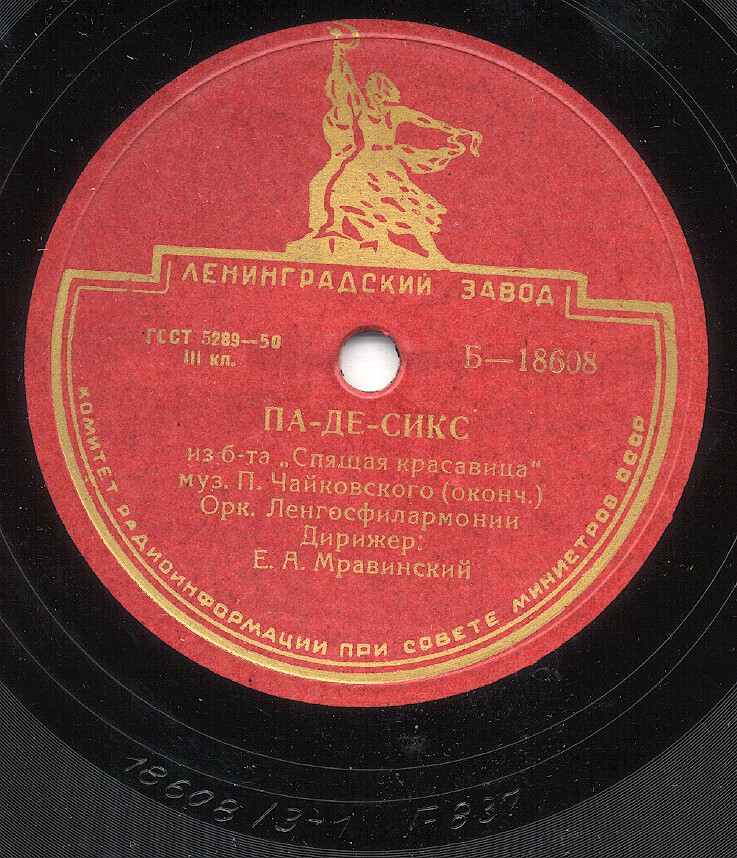 ЛЕНИНГРАДСКИЙ ЗАВОД
ГОСТ 5289—50
III кл.
Б—18608
ПА-ДЕ-СИКС
из б-та „Спящая красавица“
муз. П. Чайковского (оконч.)
Орк. Ленгосфилармонии
Дирижер:
Е. А. Мравинский
КОМИТЕТ РАДИОИНФОРМАЦИИ ПРИ СОВЕТЕ МИНИСТРОВ СССР
18608 /3-1 Г-837